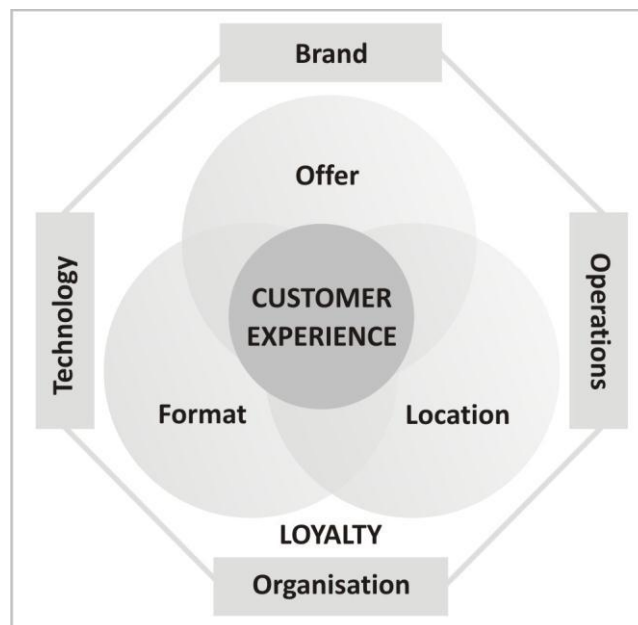 Brand
Offer
Technology
Operations
CUSTOMER
EXPERIENCE
Format
Location
LOYALTY
Organisation